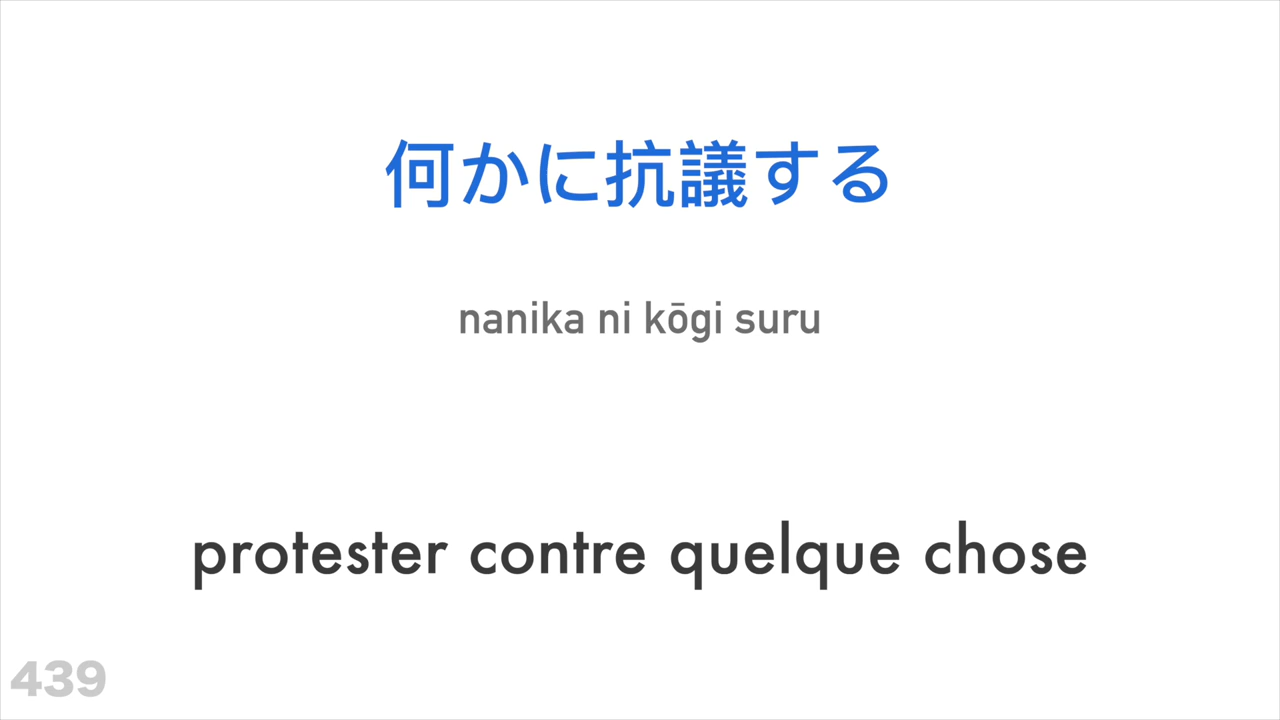 何かに抗議する
nanika ni kōgi suru
protester contre quelque chose
439